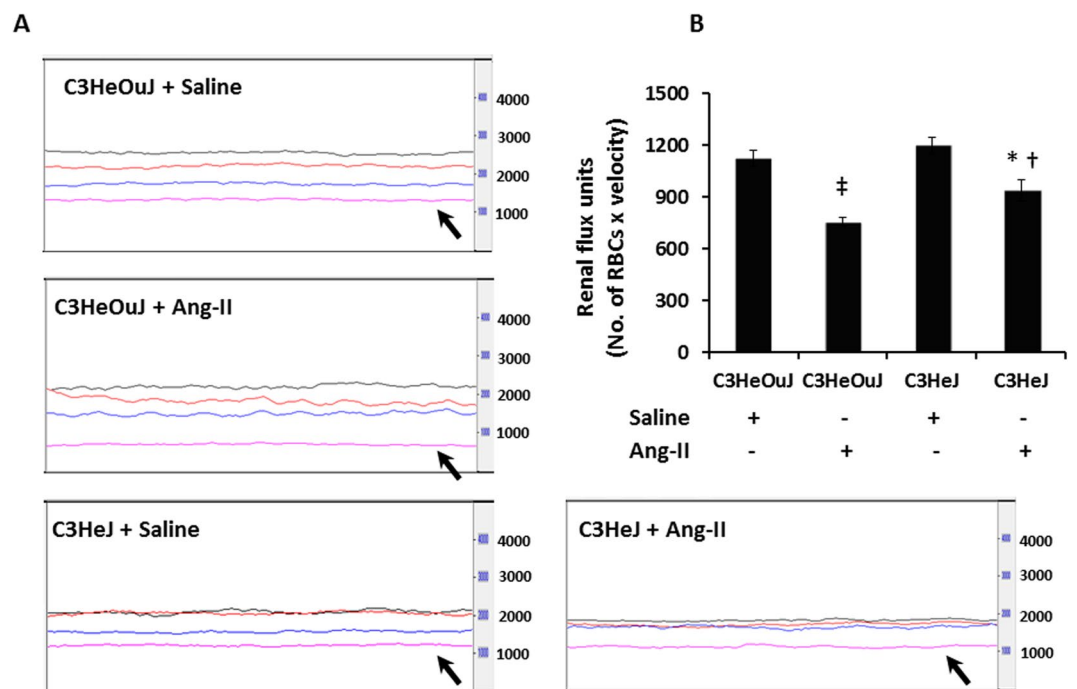 A
C3HeOuJ + Saline
4000
3000
2000
1000
C3HeOuJ + Ang-II
4000
3000
2000
1000
C3HeJ + Saline
4000
3000
2000
1000
B
Renal flux units
(No. of RBCs x velocity)
1500
1200
900
600
300
0
‡
* †
C3HeOuJ C3HeOuJ C3HeJ C3HeJ
Saline + - + -
Ang-II - + - +
C3HeJ + Ang-II
4000
3000
2000
1000